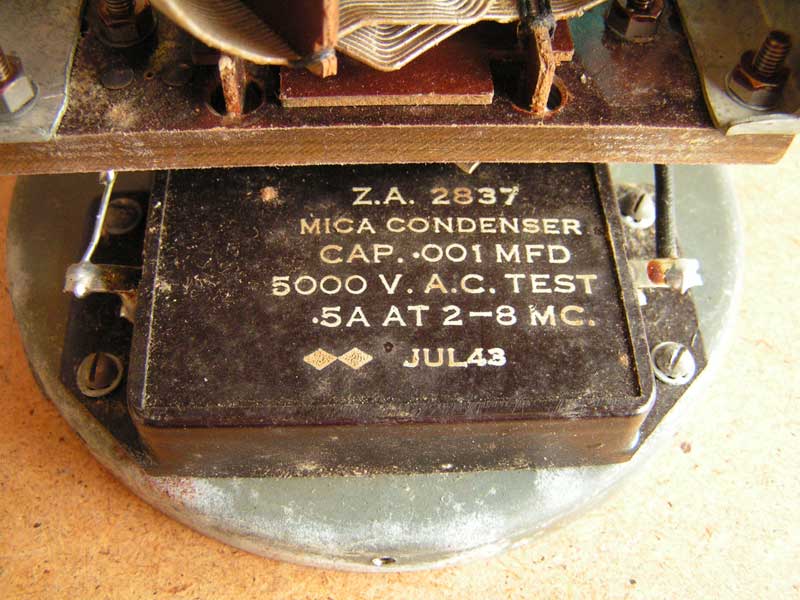 Z.A. 2837
MICA CONDENSER
CAP. .001 MFD
5000 V. A.C. TEST
.5A AT 2-8 MC.
JUL43